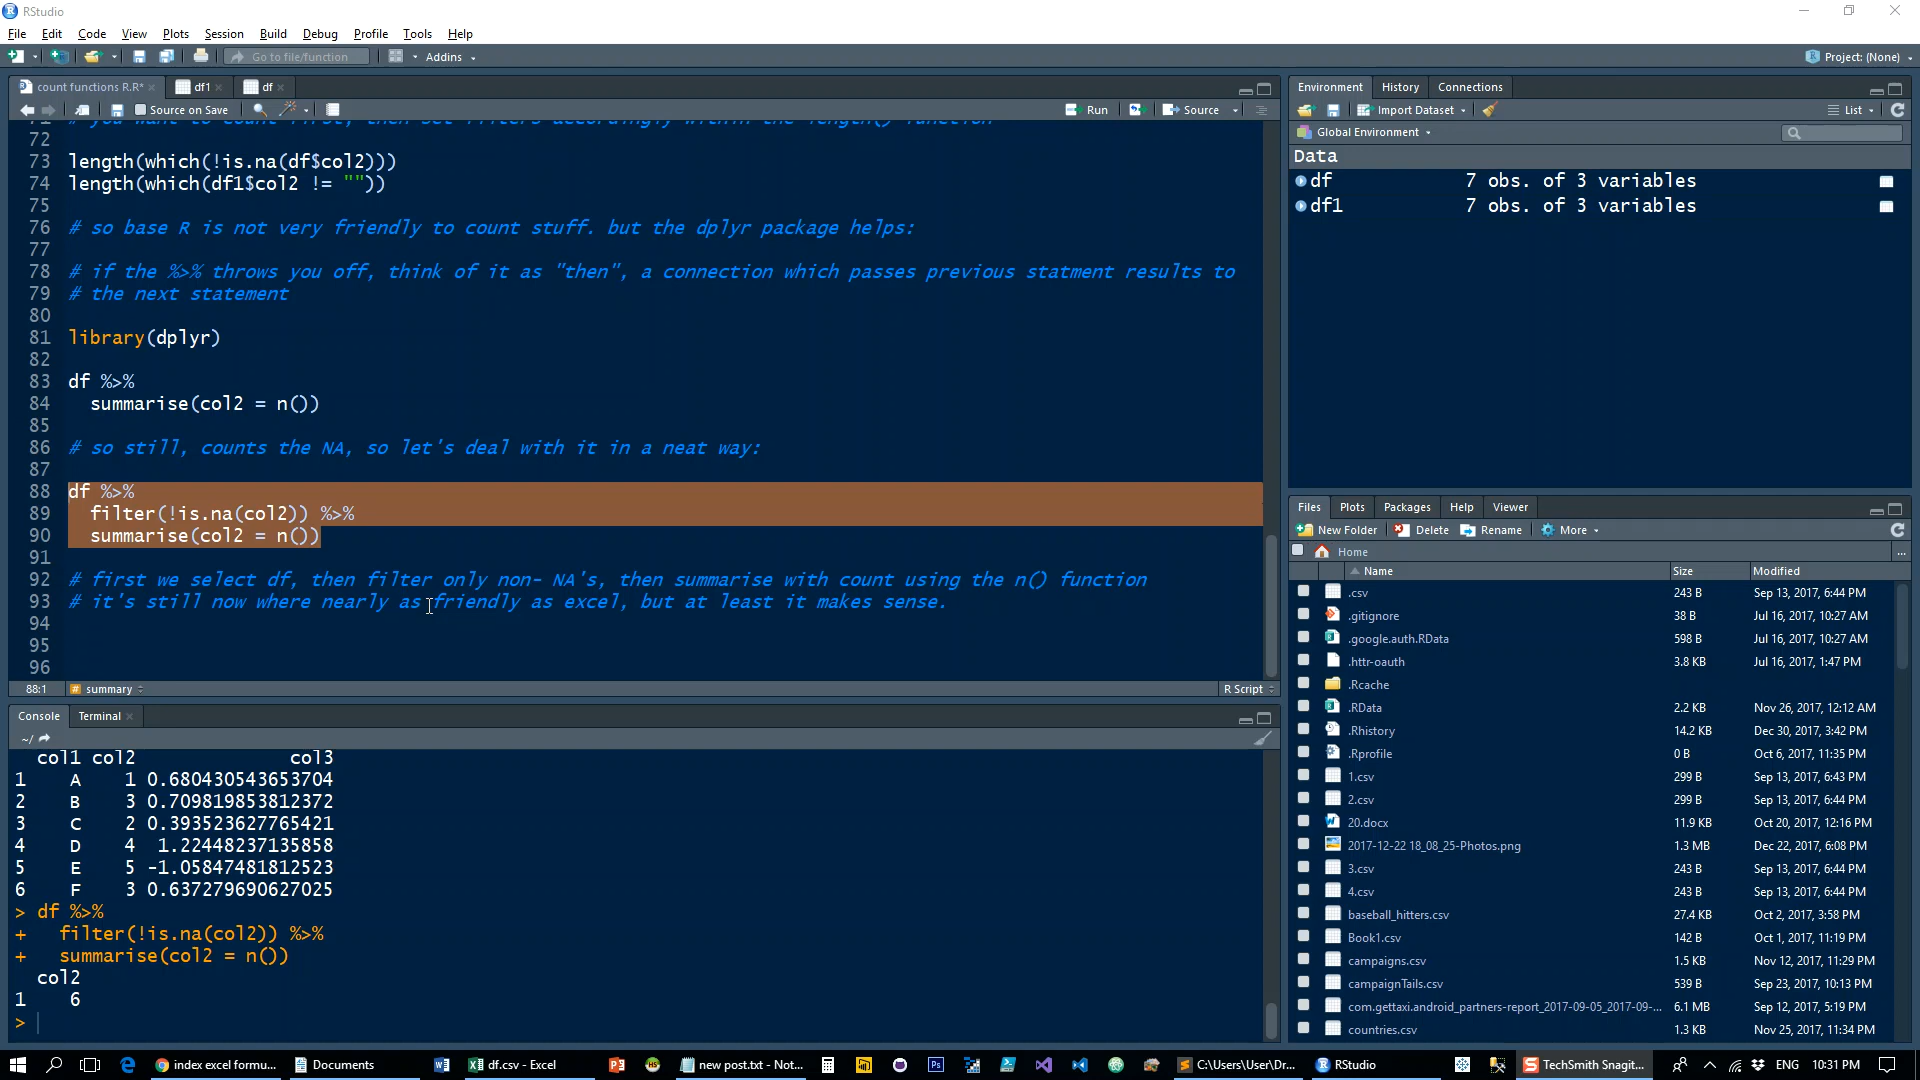 RStudio
File Edit Code View Plots Session Build Debug Profile Tools Help
Go to file/function Addins Project: (None)
count functions R.R* df1 df
Source on Save Run Source
# you want to count first, then set filters accordingly within the length() function
72
73 length(which(!is.na(df$col2)))
74 length(which(df1$col2 != ""))
75
76 # so base R is not very friendly to count stuff. but the dplyr package helps:
77
78 # if the %>% throws you off, think of it as "then", a connection which passes previous statment results to
79 # the next statement
80
81 library(dplyr)
82
83 df %>%
84 summarise(col2 = n())
85
86 # so still, counts the NA, so let's deal with it in a neat way:
87
88 df %>%
89 filter(!is.na(col2)) %>%
90 summarise(col2 = n())
91
92 # first we select df, then filter only non- NA's, then summarise with count using the n() function
93 # it's still now where nearly as friendly as excel, but at least it makes sense.
94
95
96
88:1 # summary R Script
Console Terminal
~/
col1 col2 col3
1 A 1 0.680430543653704
2 B 3 0.709819853812372
3 C 2 0.393523627765421
4 D 4 1.22448237135858
5 E 5 -1.05847481812523
6 F 3 0.637279690627025
> df %>%
+ filter(!is.na(col2)) %>%
+ summarise(col2 = n())
col2
1 6
>
Environment History Connections
Import Dataset List
Global Environment
Data
df 7 obs. of 3 variables
df1 7 obs. of 3 variables
Files Plots Packages Help Viewer
New Folder Delete Rename More
Home ...
Name Size Modified
.csv 243 B Sep 13, 2017, 6:44 PM
.gitignore 38 B Jul 16, 2017, 10:27 AM
.google.auth.RData 598 B Jul 16, 2017, 10:27 AM
.httr-oauth 3.8 KB Jul 16, 2017, 1:47 PM
.Rcache
.RData 2.2 KB Nov 26, 2017, 12:12 AM
.Rhistory 14.2 KB Dec 30, 2017, 3:42 PM
.Rprofile 0 B Oct 6, 2017, 11:35 PM
1.csv 299 B Sep 13, 2017, 6:43 PM
2.csv 299 B Sep 13, 2017, 6:44 PM
20.docx 11.9 KB Oct 20, 2017, 12:16 PM
2017-12-22 18_08_25-Photos.png 1.3 MB Dec 22, 2017, 6:08 PM
3.csv 243 B Sep 13, 2017, 6:44 PM
4.csv 243 B Sep 13, 2017, 6:44 PM
baseball_hitters.csv 27.4 KB Oct 2, 2017, 3:58 PM
Book1.csv 142 B Oct 1, 2017, 11:19 PM
campaigns.csv 1.5 KB Nov 12, 2017, 11:29 PM
campaignTails.csv 539 B Sep 23, 2017, 10:13 PM
com.gettaxi.android_partners-report_2017-09-05_2017-09-... 6.1 MB Sep 12, 2017, 5:19 PM
countries.csv 1.3 KB Nov 25, 2017, 11:34 PM
index excel formu... Documents df.csv - Excel new post.txt - Not... C:\Users\User\Dr... RStudio TechSmith Snagit... ENG 10:31 PM